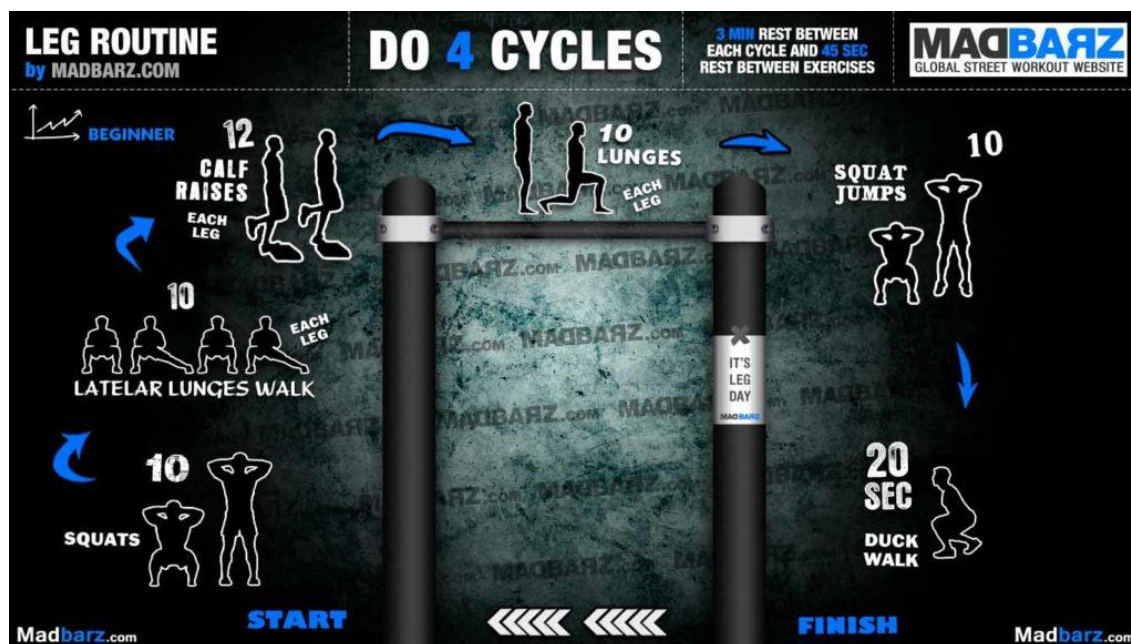 LEG ROUTINE
by MADBARZ.COM
DO 4 CYCLES
3 MIN REST BETWEEN
EACH CYCLE AND 45 SEC
REST BETWEEN EXERCISES
MADBARZ
GLOBAL STREET WORKOUT WEBSITE
BEGINNER
12
CALF
RAISES
EACH
LEG
10
LUNGES
EACH
LEG
10
SQUAT
JUMPS
10
EACH
LEG
LATELAR LUNGES WALK
IT'S
LEG
DAY
MADBARZ
10
SQUATS
20
SEC
DUCK
WALK
START
FINISH
Madbarz.com
Madbarz.com